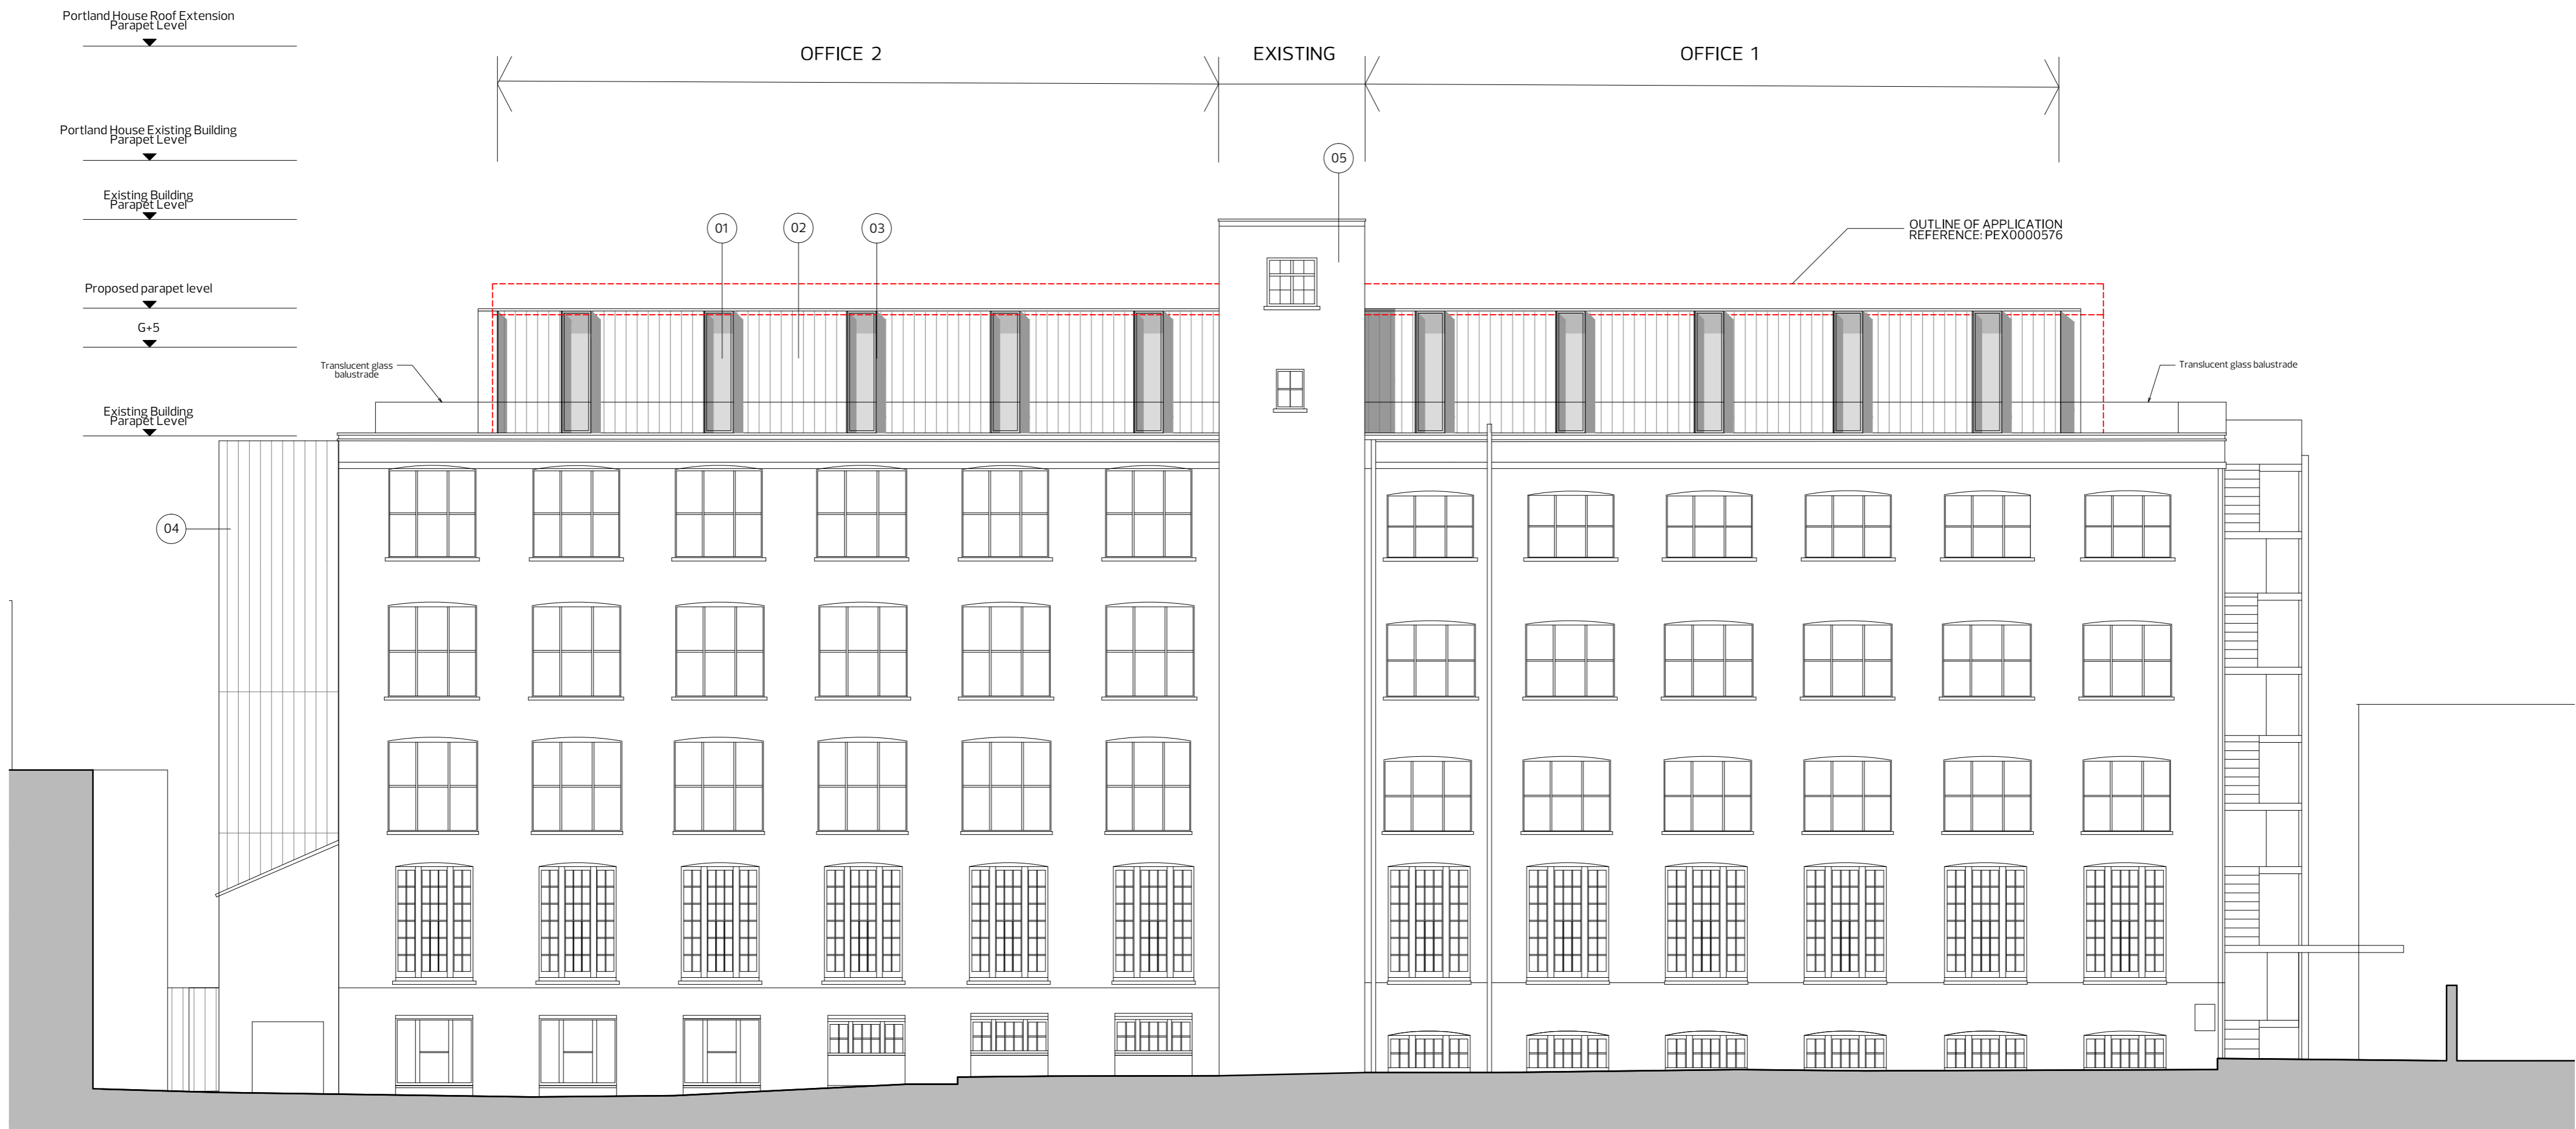 Portland House Roof Extension
Parapet Level
OFFICE 2
EXISTING
OFFICE 1
Portland House Existing Building
Parapet Level
05
Existing Building
Parapet Level
01
02
03
OUTLINE OF APPLICATION
REFERENCE: PEX0000576
Proposed parapet level
G+5
Translucent glass
balustrade
Translucent glass balustrade
Existing Building
Parapet Level
04